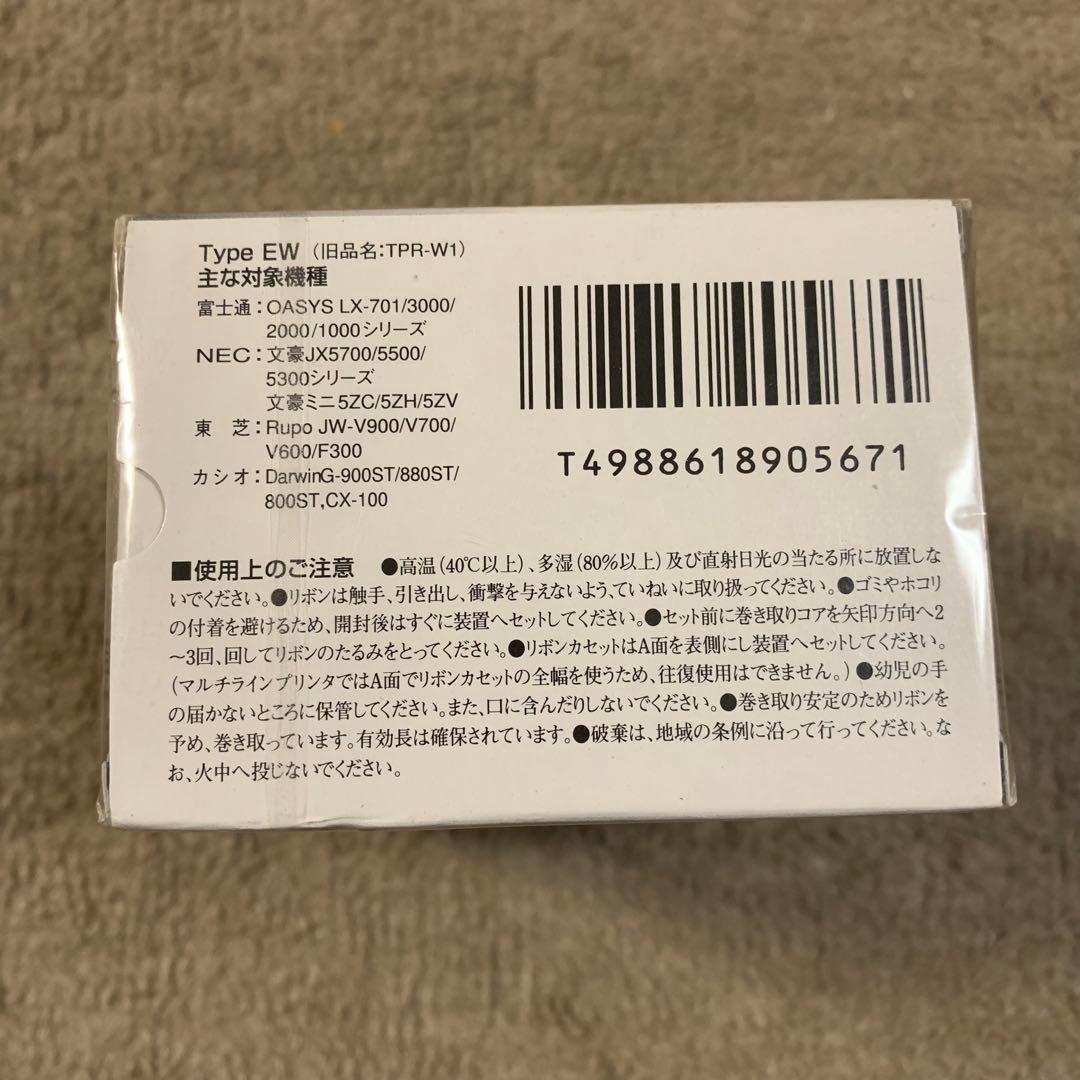 Type EW（旧品名：TPR-W1）
主な対象機種
富士通：OASYS LX-701/3000/
2000/1000シリーズ
NEC：文豪JX5700/5500/
5300シリーズ
文豪ミニ5ZC/5ZH/5ZV
東芝：Rupo JW-V900/V700/
V600/F300
カシオ：DarwinG-900ST/880ST/
800ST,CX-100
T4988618905671
■使用上のご注意 ●高温（40℃以上）、多湿（80％以上）及び直射日光の当たる所に放置しな
いでください。●リボンは触手、引き出し、衝撃を与えないよう、ていねいに取り扱ってください。●ゴミやホコリ
の付着を避けるため、開封後はすぐに装置へセットしてください。●セット前に巻き取りコアを矢印方向へ2
〜3回、回してリボンのたるみをとってください。●リボンカセットはA面を表側にし装置へセットしてください。
（マルチラインプリンタではA面でリボンカセットの全幅を使うため、往復使用はできません。）●幼児の手
の届かないところに保管してください。また、口に含んだりしないでください。●巻き取り安定のためリボンを
予め、巻き取っています。有効長は確保されています。●破棄は、地域の条例に沿って行ってください。な
お、火中へ投じないでください。